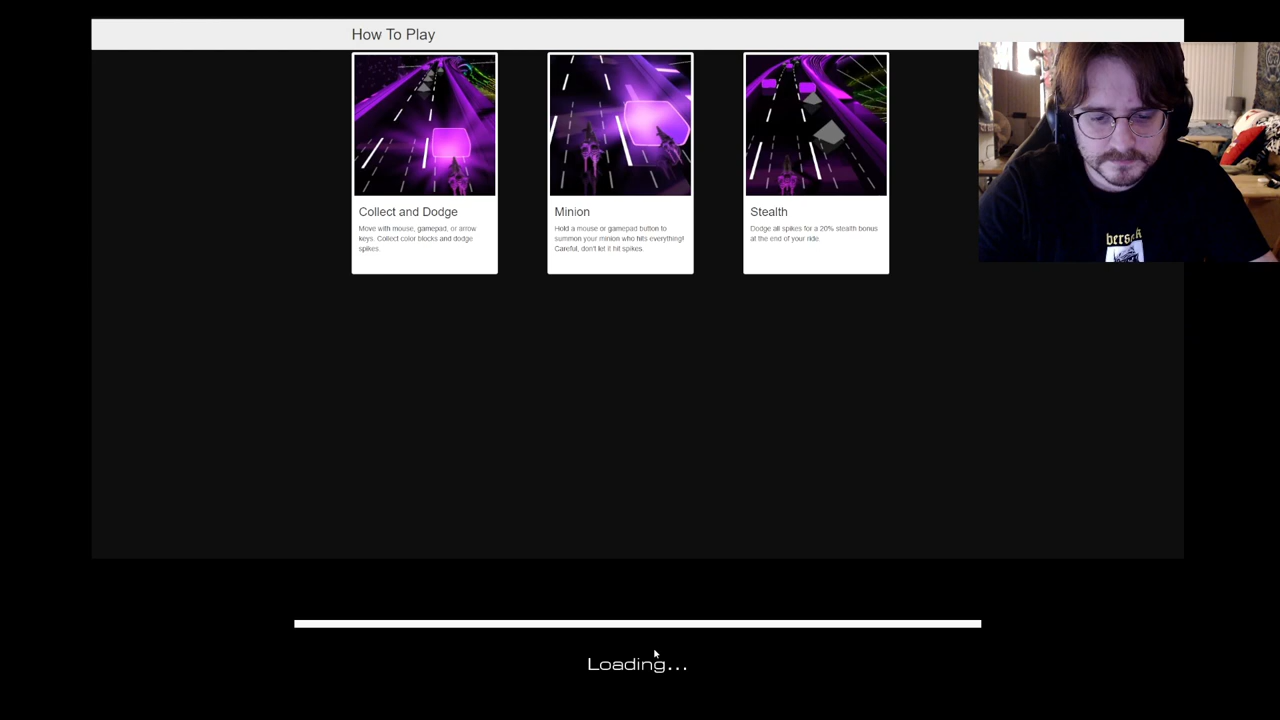 How To Play
Collect and Dodge
Move with mouse, gamepad, or arrow
keys. Collect color blocks and dodge
spikes.
Minion
Hold a mouse or gamepad button to
summon your minion who hits everything!
Careful, don't let it hit spikes.
Stealth
Dodge all spikes for a 20% stealth bonus
at the end of your ride.
Loading...